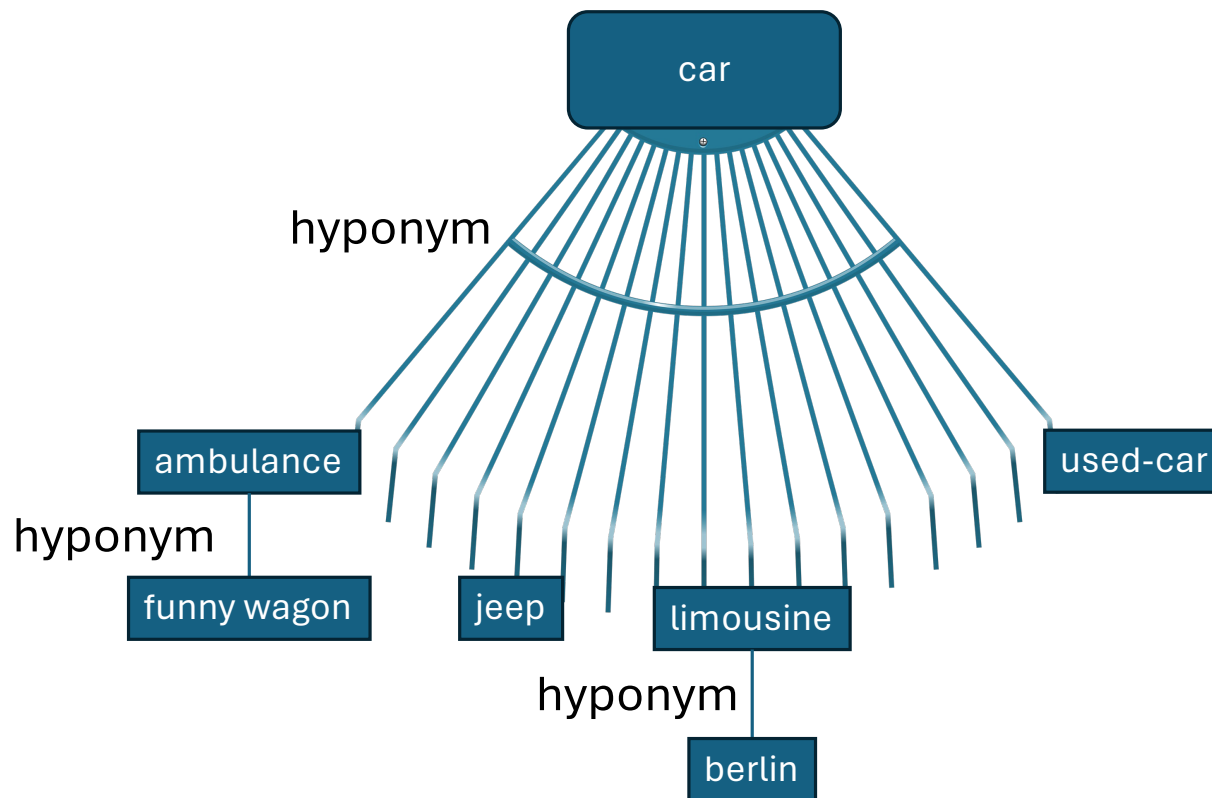 car
hyponym
ambulance
used-car
hyponym
funny wagon
jeep
limousine
hyponym
berlin